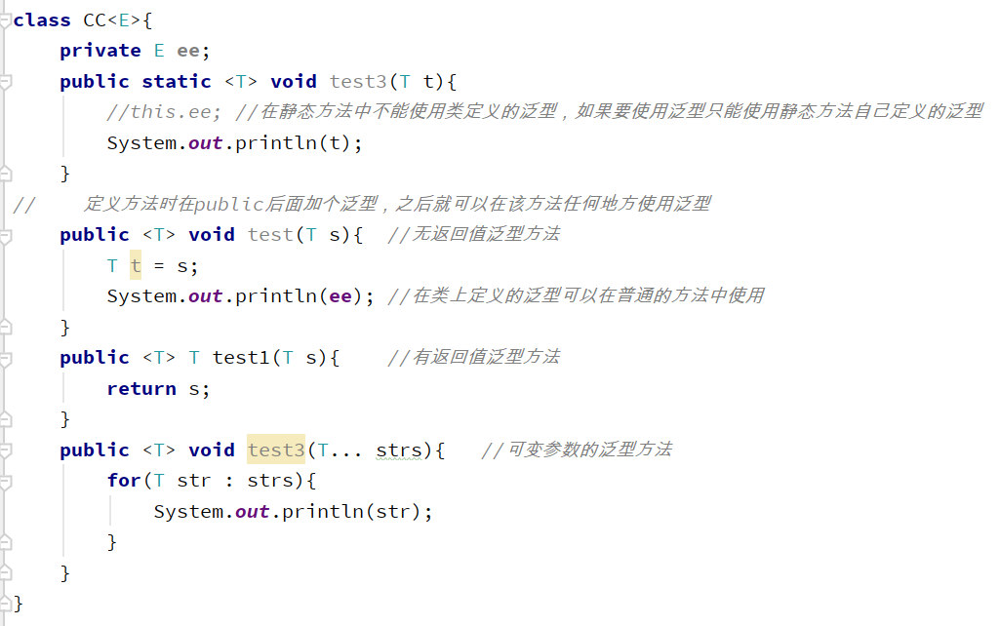 class CC<E>{
    private E ee;
    public static <T> void test3(T t){
        //this.ee; //在静态方法中不能使用类定义的泛型，如果要使用泛型只能使用静态方法自己定义的泛型
        System.out.println(t);
    }
//    定义方法时在public后面加个泛型，之后就可以在该方法任何地方使用泛型
    public <T> void test(T s){  //无返回值泛型方法
        T t = s;
        System.out.println(ee); //在类上定义的泛型可以在普通的方法中使用
    }
    public <T> T test1(T s){    //有返回值泛型方法
        return s;
    }
    public <T> void test3(T... strs){   //可变参数的泛型方法
        for(T str : strs){
            System.out.println(str);
        }
    }
}